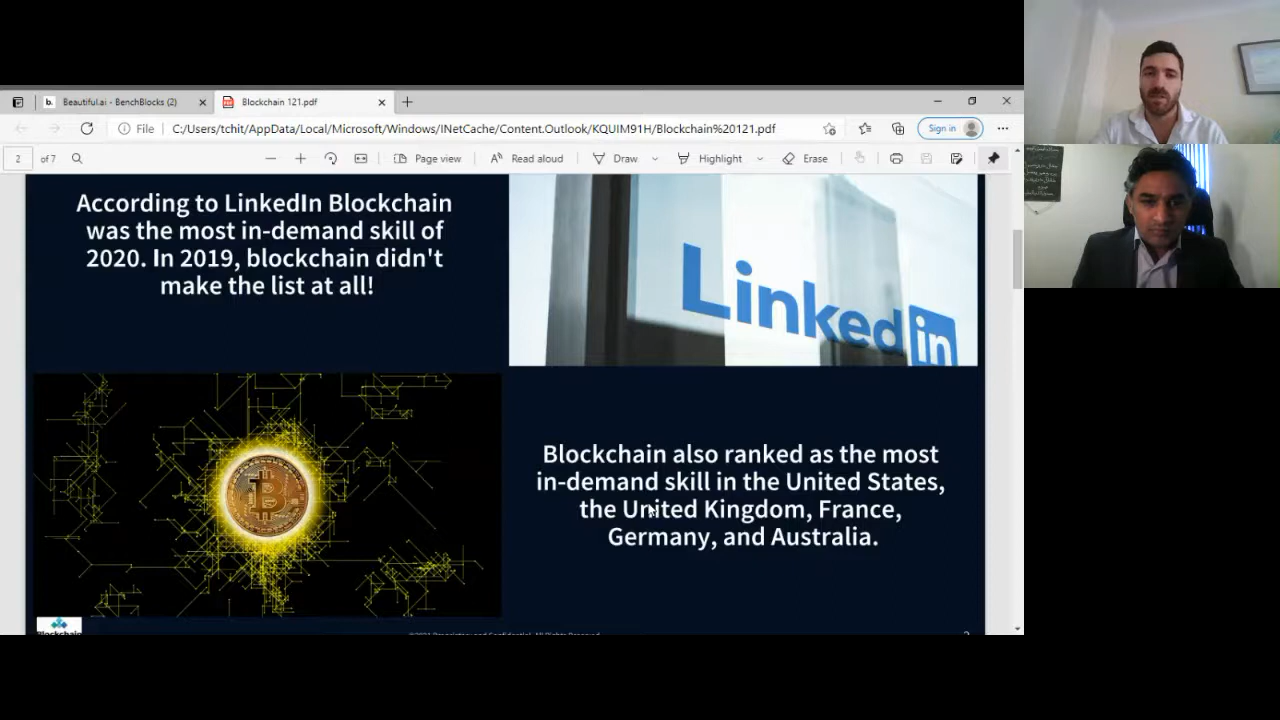 Beautiful.ai - BenchBlocks (2)
Blockchain 121.pdf
File
C:/Users/tchit/AppData/Local/Microsoft/Windows/INetCache/Content.Outlook/KQUIM91H/Blockchain%20121.pdf
Sign in
2 of 7
Page view
Read aloud
Draw
Highlight
Erase
According to LinkedIn Blockchain
was the most in-demand skill of
2020. In 2019, blockchain didn't
make the list at all!
Linkedin
Blockchain also ranked as the most
in-demand skill in the United States,
the United Kingdom, France,
Germany, and Australia.
Blockchain